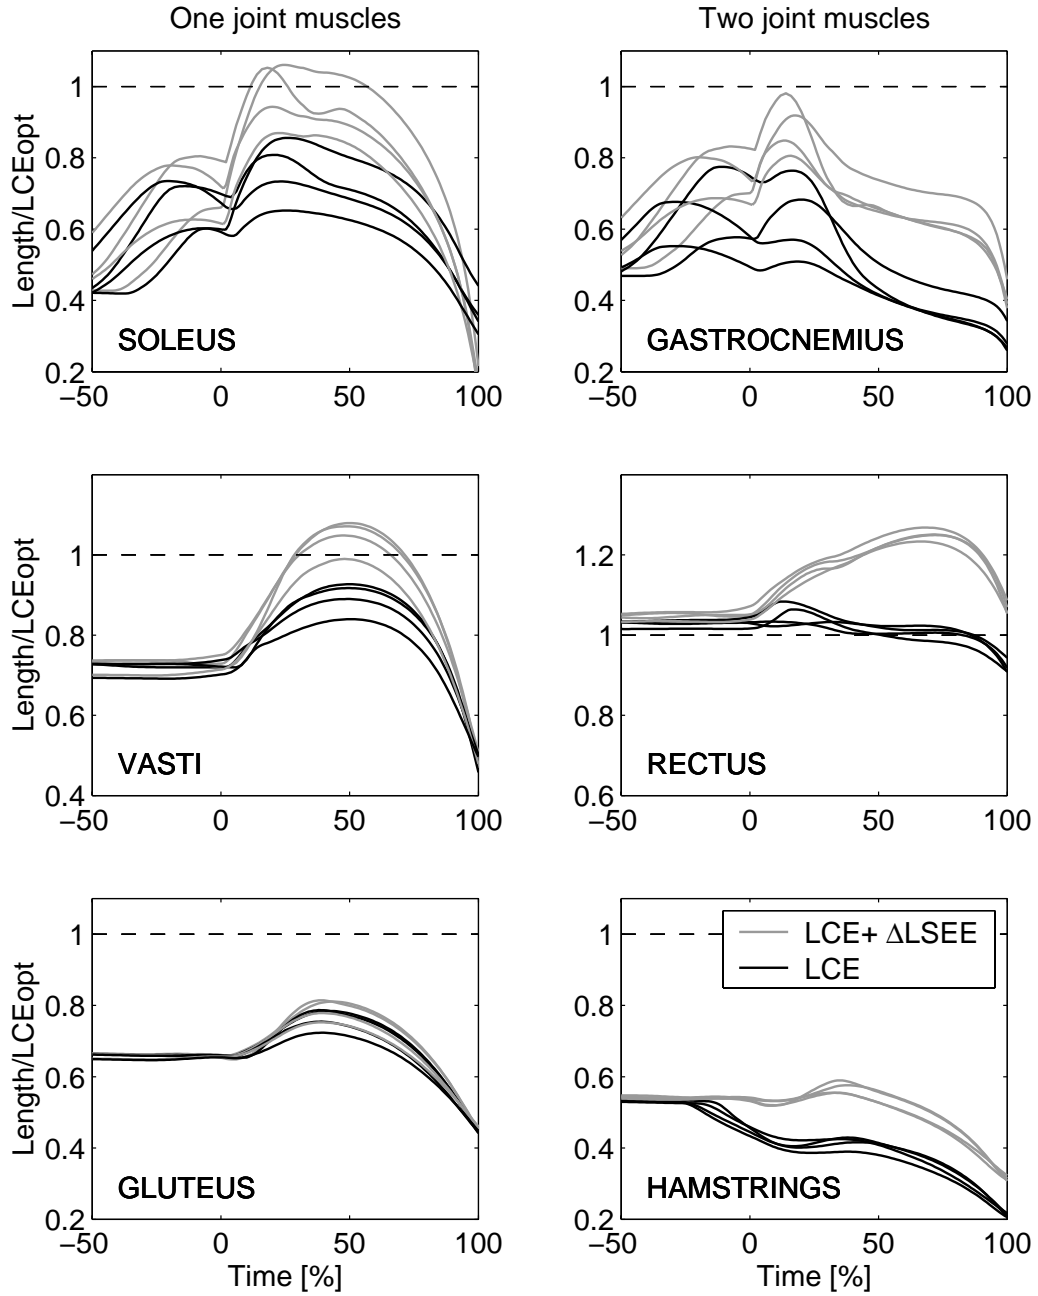 One joint muscles
Two joint muscles
Length/LCEopt
1
0.8
0.6
0.4
0.2
SOLEUS
−50 0 50 100
1
0.8
0.6
0.4
0.2
GASTROCNEMIUS
−50 0 50 100
Length/LCEopt
1
0.8
0.6
0.4
VASTI
−50 0 50 100
1.2
1
0.8
0.6
RECTUS
−50 0 50 100
Length/LCEopt
1
0.8
0.6
0.4
0.2
GLUTEUS
−50 0 50 100
Time [%]
1
0.8
0.6
0.4
0.2
LCE+ ΔLSEE
LCE
HAMSTRINGS
−50 0 50 100
Time [%]